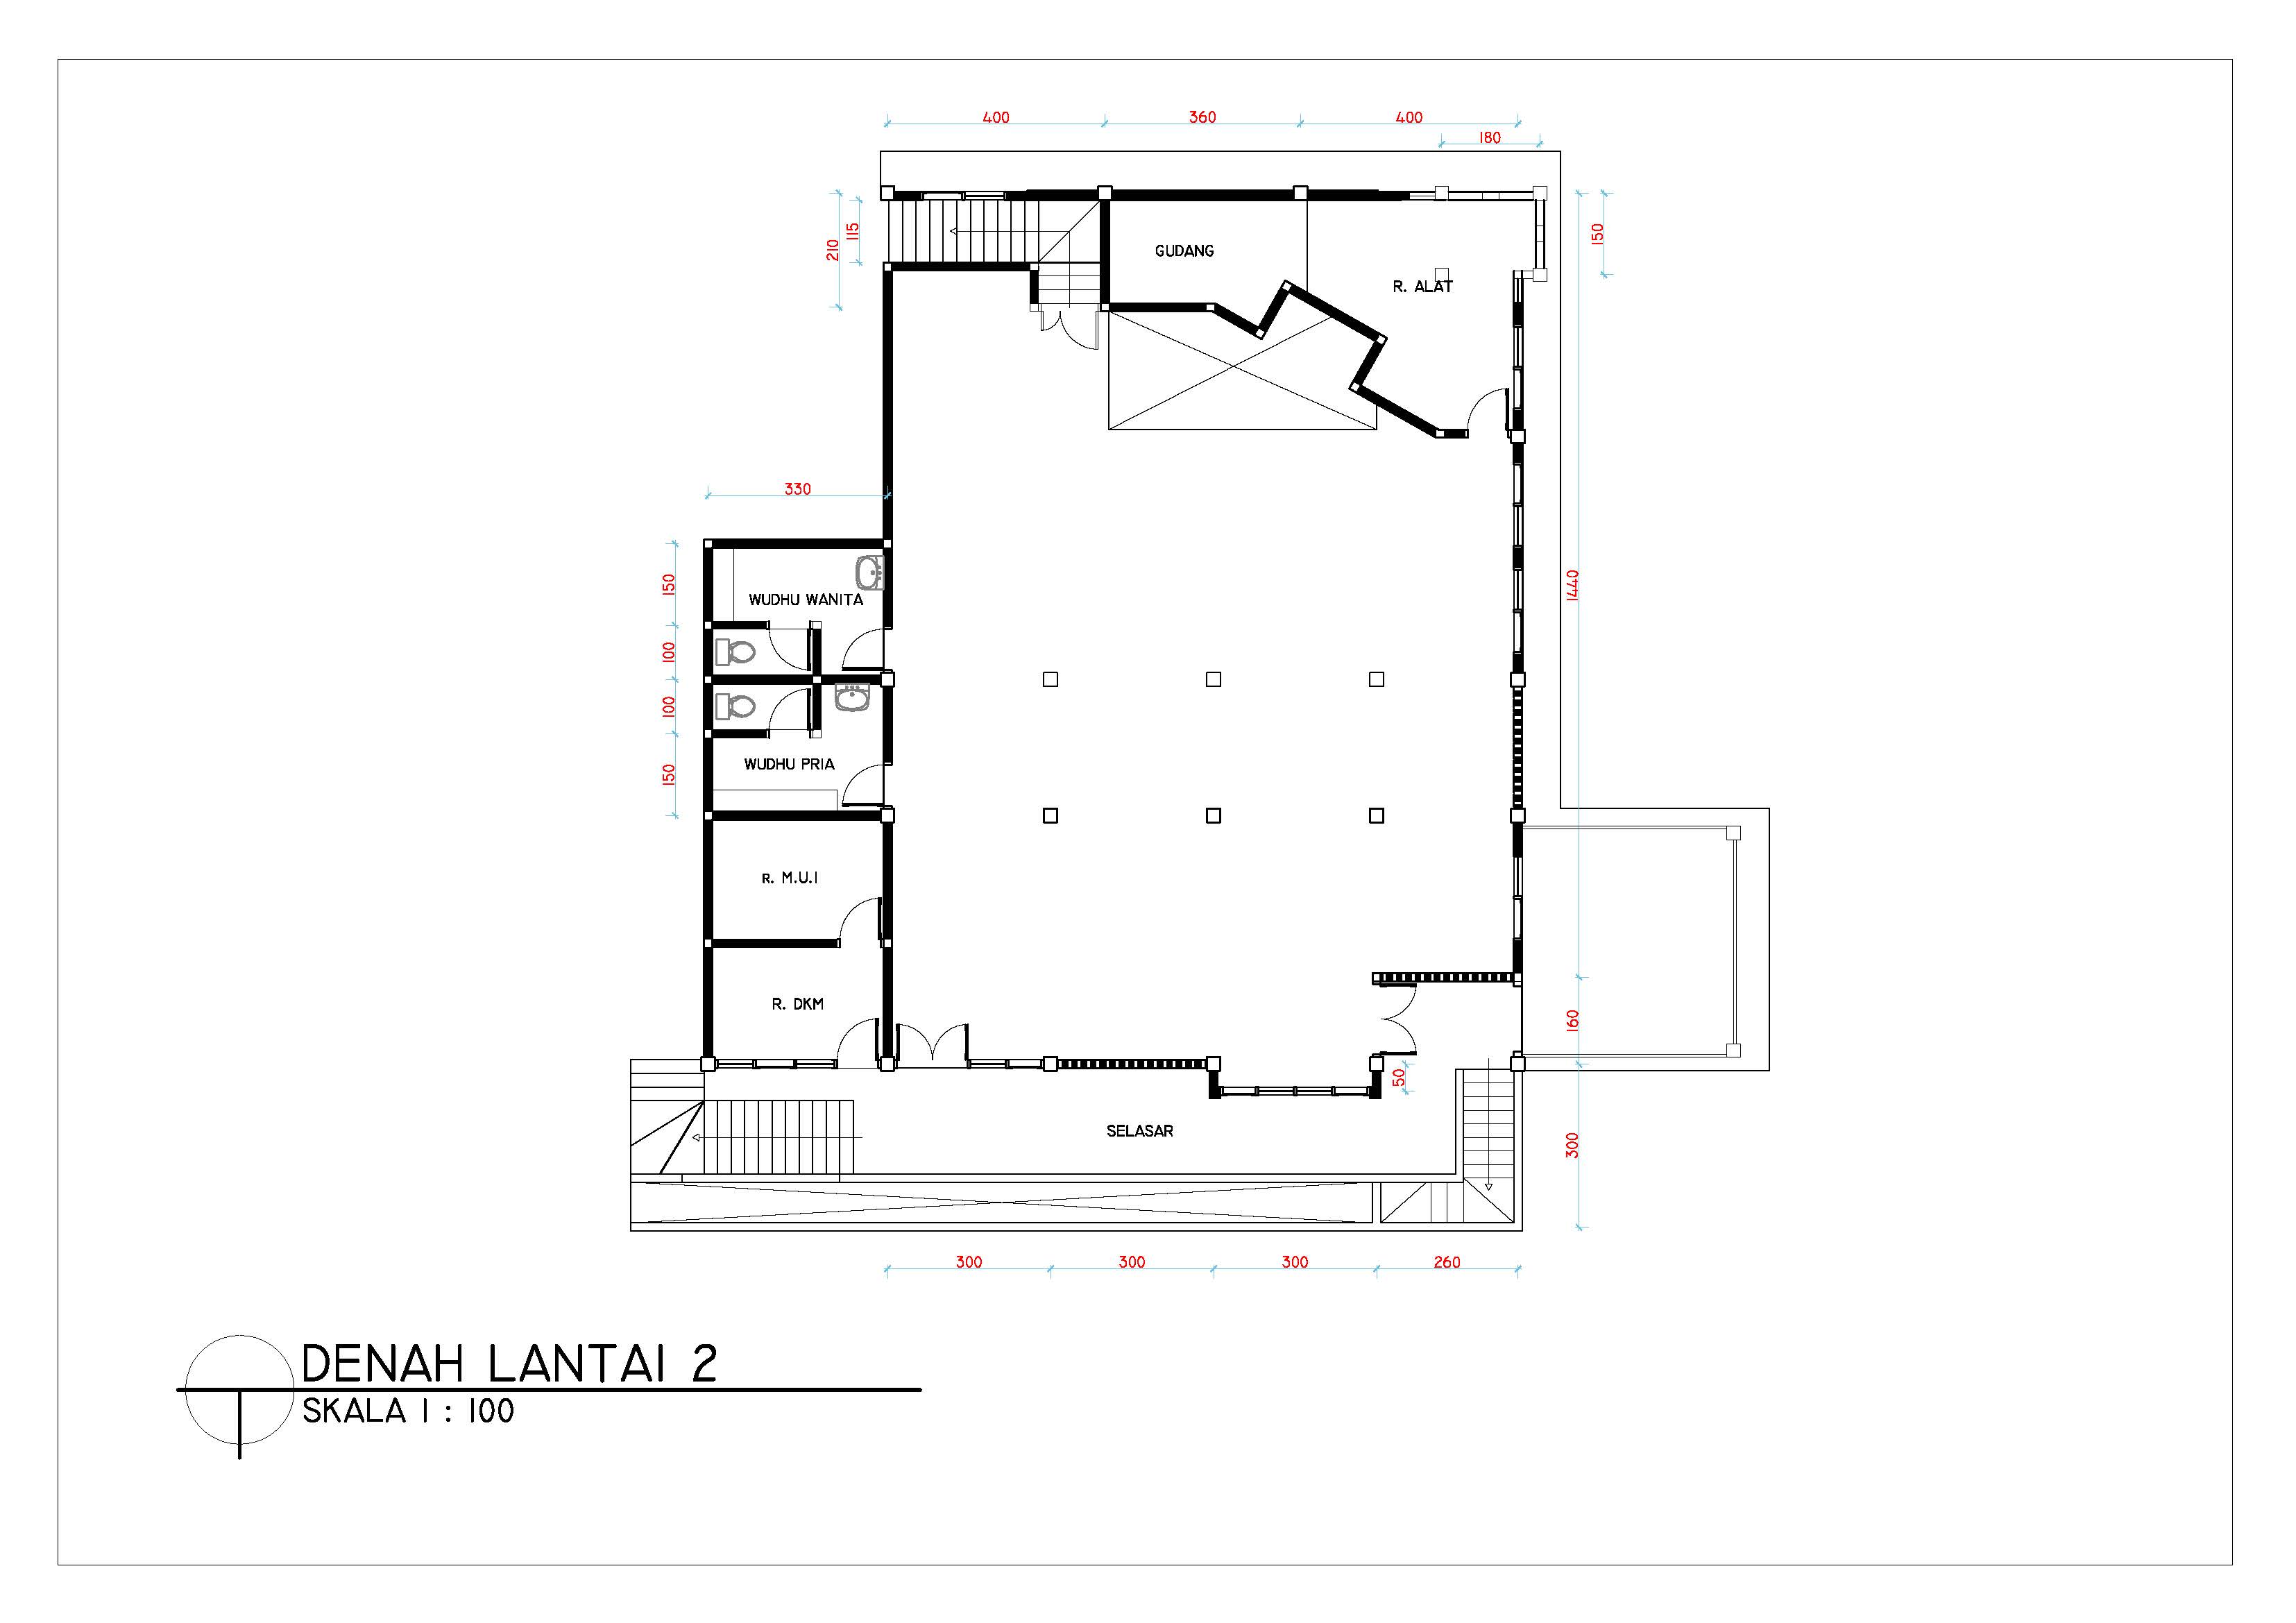 400
360
400
180
210
115
150
GUDANG
R. ALAT
330
150
100
100
150
1440
WUDHU WANITA
WUDHU PRIA
R. M.U.I
R. DKM
160
50
300
SELASAR
300
300
300
260
DENAH LANTAI 2
SKALA 1 : 100